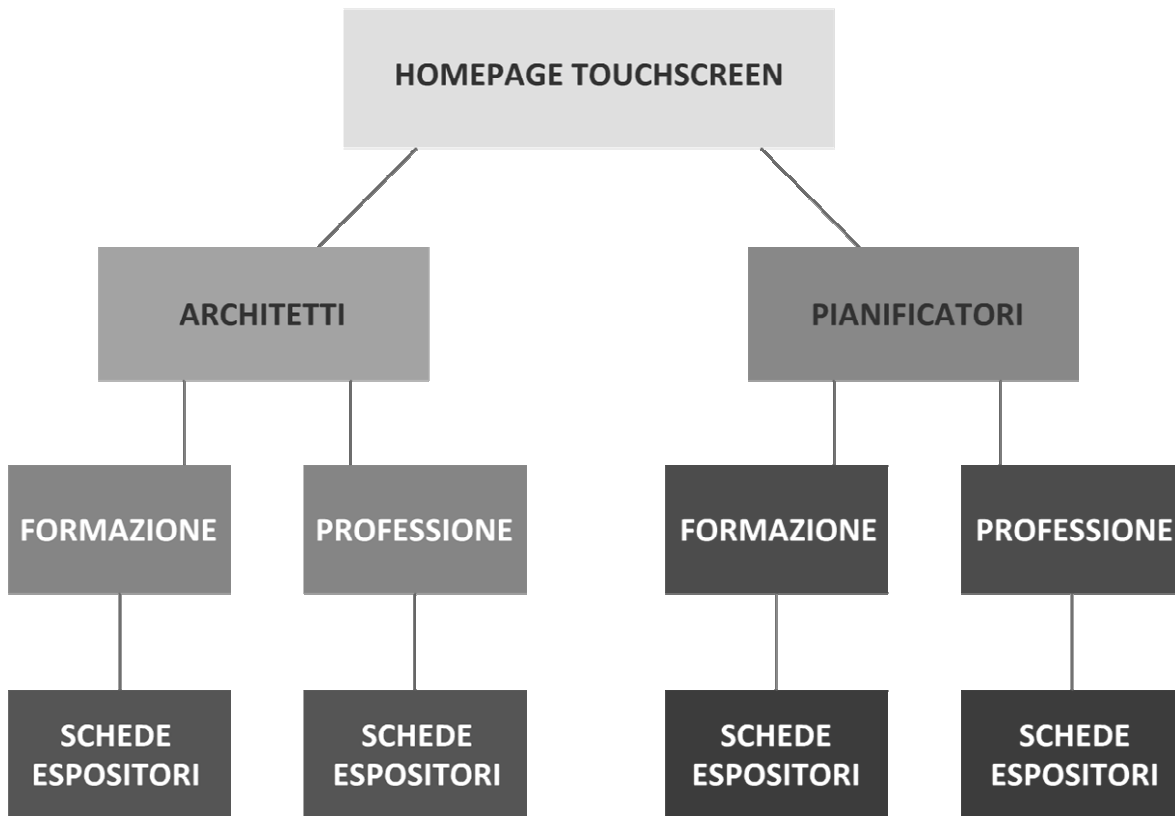 HOMEPAGE TOUCHSCREEN
ARCHITETTI
PIANIFICATORI
FORMAZIONE
PROFESSIONE
FORMAZIONE
PROFESSIONE
SCHEDE
ESPOSITORI
SCHEDE
ESPOSITORI
SCHEDE
ESPOSITORI
SCHEDE
ESPOSITORI